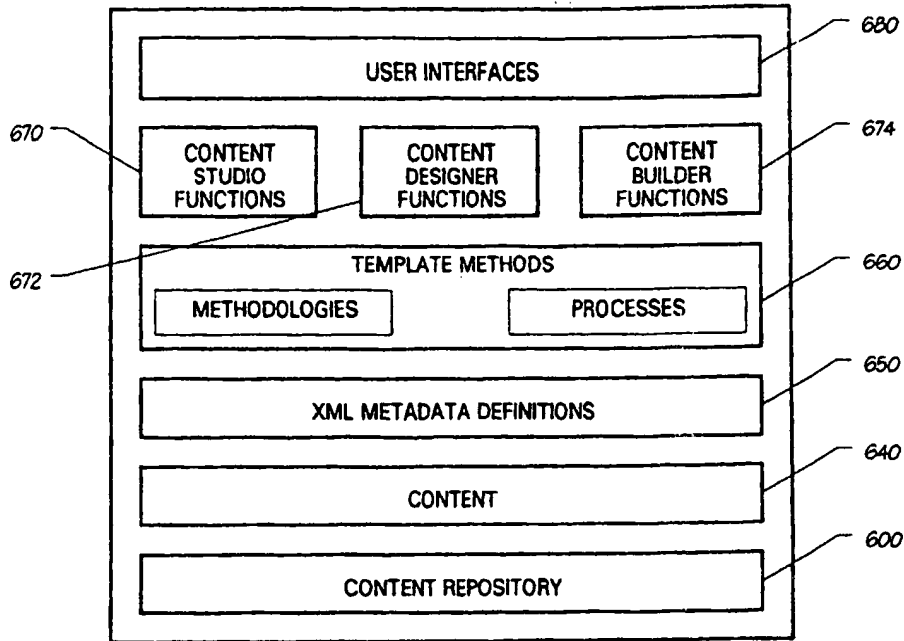 680
USER INTERFACES
670
CONTENT
STUDIO
FUNCTIONS
CONTENT
DESIGNER
FUNCTIONS
CONTENT
BUILDER
FUNCTIONS
674
672
TEMPLATE METHODS
660
METHODOLOGIES
PROCESSES
650
XML METADATA DEFINITIONS
640
CONTENT
600
CONTENT REPOSITORY